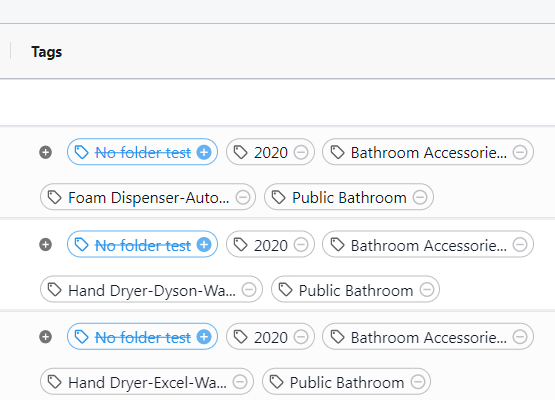 Tags
No folder test 2020 Bathroom Accessorie...
Foam Dispenser-Auto... Public Bathroom
No folder test 2020 Bathroom Accessorie...
Hand Dryer-Dyson-Wa... Public Bathroom
No folder test 2020 Bathroom Accessorie...
Hand Dryer-Excel-Wa... Public Bathroom